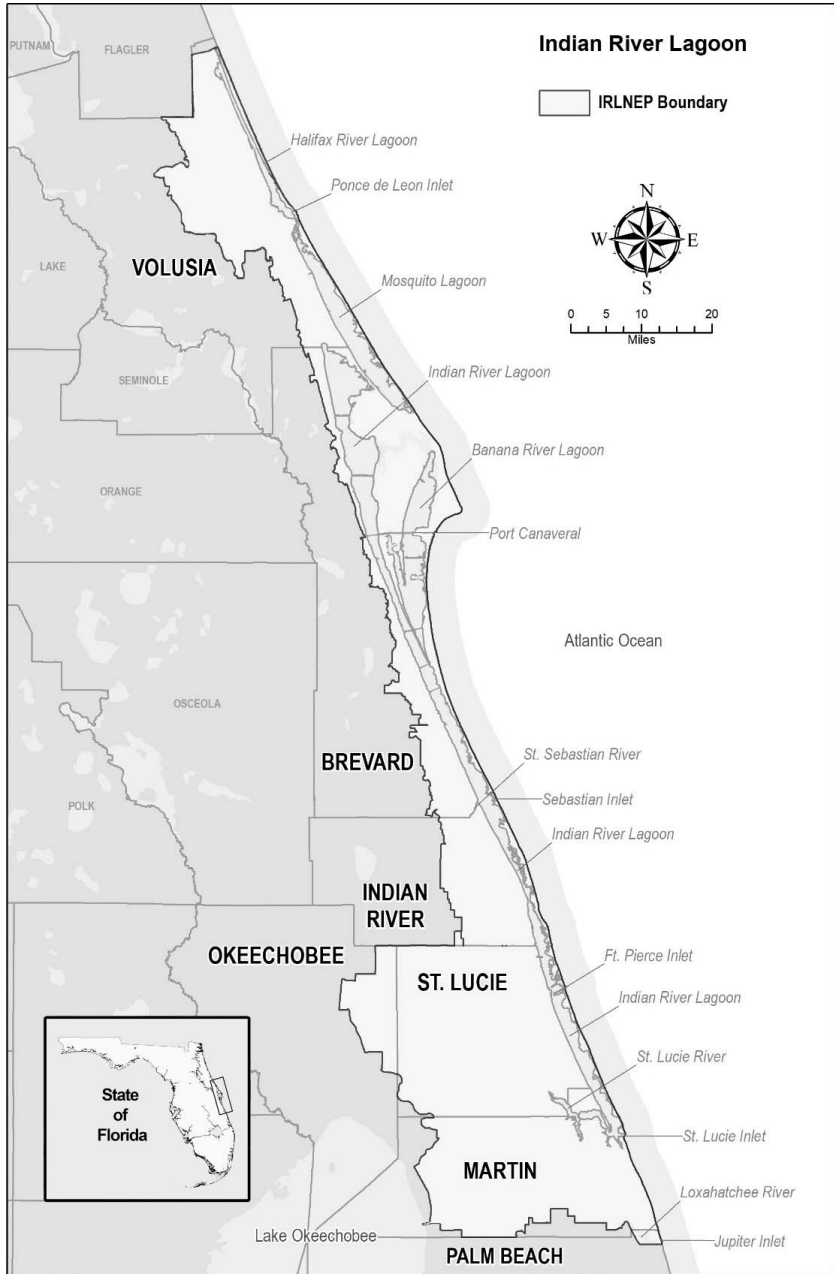 Indian River Lagoon
IRLNEP Boundary
PUTNAM
FLAGLER
Halifax River Lagoon
Ponce de Leon Inlet
N
W
E
S
LAKE
VOLUSIA
Mosquito Lagoon
0 5 10 20
Miles
Indian River Lagoon
SEMINOLE
Banana River Lagoon
ORANGE
Port Canaveral
Atlantic Ocean
OSCEOLA
St. Sebastian River
BREVARD
Sebastian Inlet
POLK
Indian River Lagoon
INDIAN
RIVER
OKEECHOBEE
ST. LUCIE
Ft. Pierce Inlet
Indian River Lagoon
St. Lucie River
State
of
Florida
St. Lucie Inlet
MARTIN
Loxahatchee River
Lake Okeechobee
Jupiter Inlet
PALM BEACH